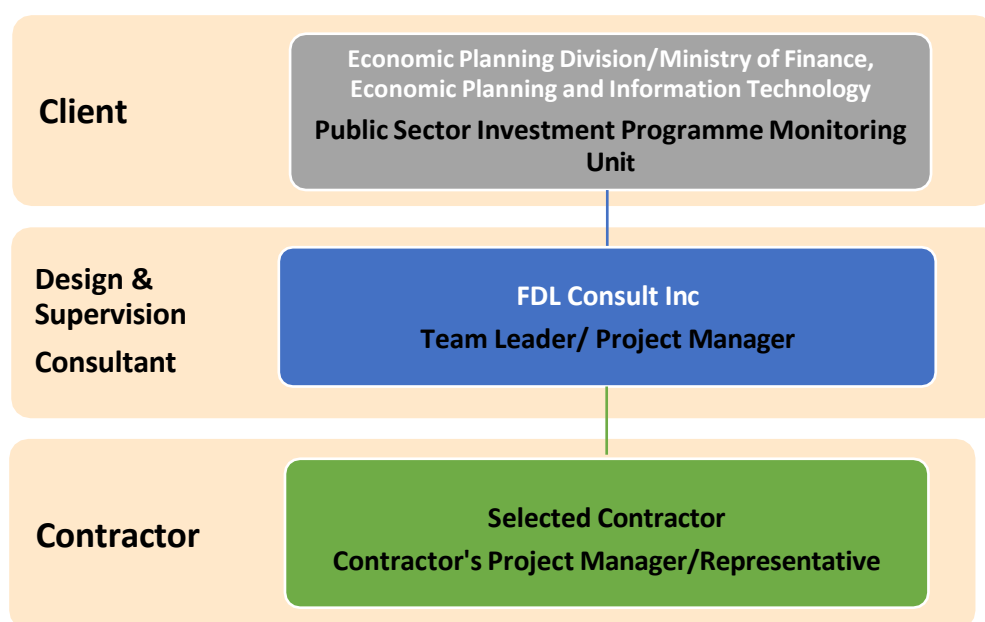 Client
Economic Planning Division/Ministry of Finance,
Economic Planning and Information Technology
Public Sector Investment Programme Monitoring
Unit
Design &
Supervision
Consultant
FDL Consult Inc
Team Leader/ Project Manager
Contractor
Selected Contractor
Contractor's Project Manager/Representative